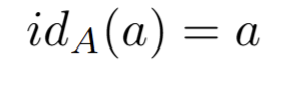 id_A(a) = a